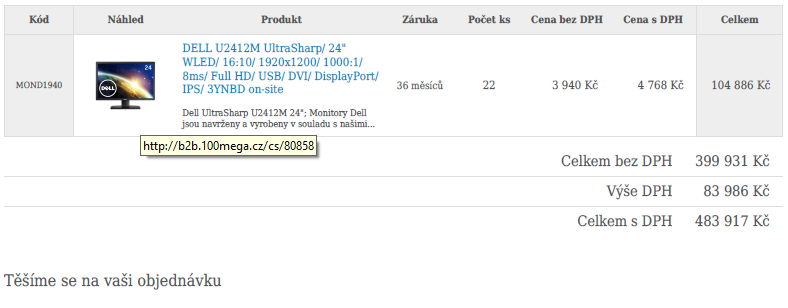 Kód Náhled Produkt Záruka Počet ks Cena bez DPH Cena s DPH Celkem
DELL U2412M UltraSharp/ 24"
WLED/ 16:10/ 1920x1200/ 1000:1/
8ms/ Full HD/ USB/ DVI/ DisplayPort/
IPS/ 3YNBD on-site
MOND1940 24 DELL 36 měsíců 22 3 940 Kč 4 768 Kč 104 886 Kč
Dell UltraSharp U2412M 24"; Monitory Dell
jsou navrženy a vyrobeny v souladu s našimi...
http://b2b.100mega.cz/cs/80858
Celkem bez DPH 399 931 Kč
Výše DPH 83 986 Kč
Celkem s DPH 483 917 Kč
Těšíme se na vaši objednávku